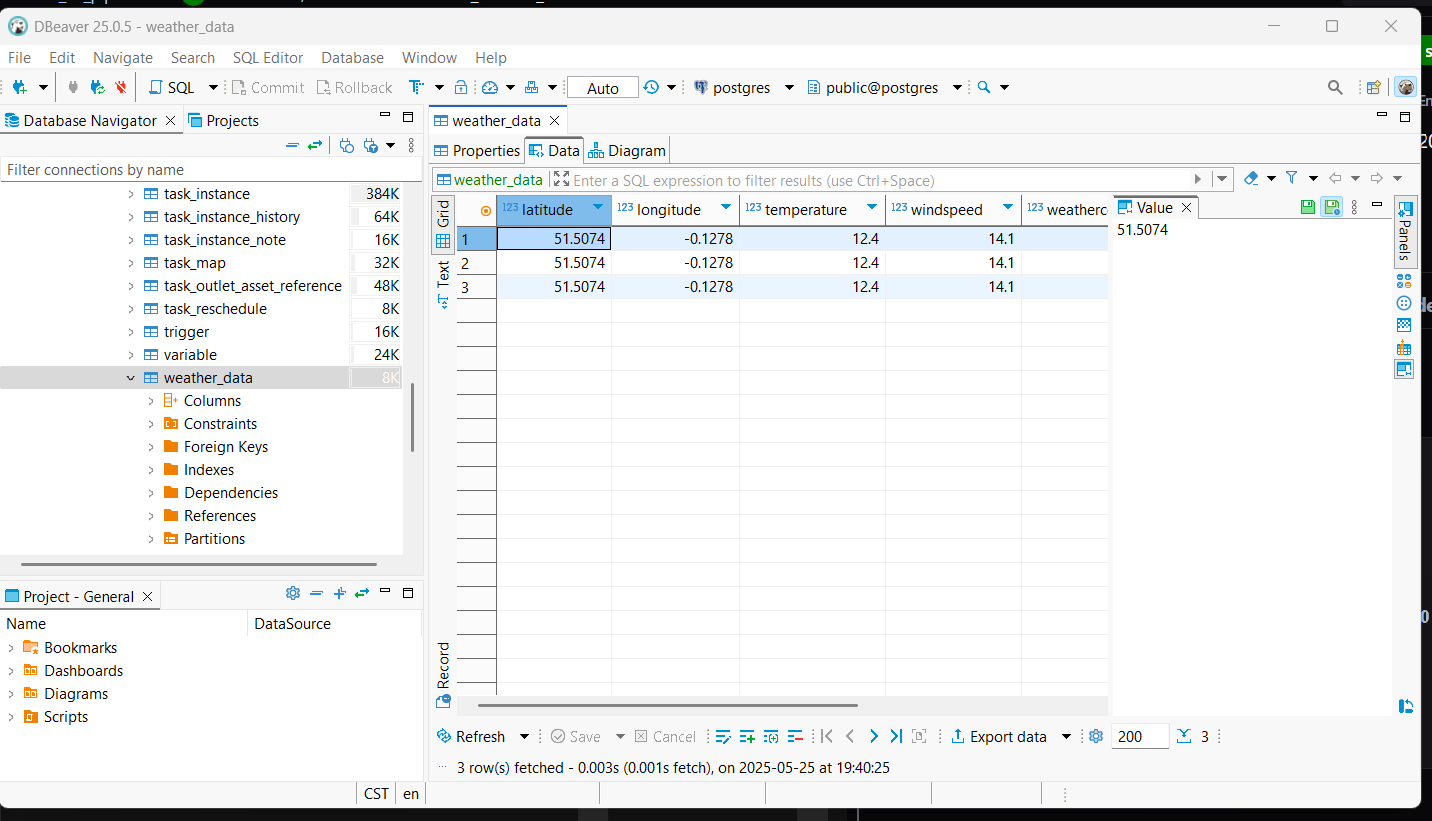 DBeaver 25.0.5 - weather_data
File Edit Navigate Search SQL Editor Database Window Help
SQL Commit Rollback Auto postgres public@postgres
Database Navigator Projects
Filter connections by name
task_instance 384K
task_instance_history 64K
task_instance_note 16K
task_map 32K
task_outlet_asset_reference 48K
task_reschedule 8K
trigger 16K
variable 24K
weather_data 8K
Columns
Constraints
Foreign Keys
Indexes
Dependencies
References
Partitions
Project - General
Name DataSource
Bookmarks
Dashboards
Diagrams
Scripts
weather_data
Properties Data Diagram
weather_data Enter a SQL expression to filter results (use Ctrl+Space)
Grid
Text
Record
123 latitude 123 longitude 123 temperature 123 windspeed 123 weatherc
1 51.5074 -0.1278 12.4 14.1
2 51.5074 -0.1278 12.4 14.1
3 51.5074 -0.1278 12.4 14.1
Value
51.5074
Panels
Refresh Save Cancel Export data 200 3
3 row(s) fetched - 0.003s (0.001s fetch), on 2025-05-25 at 19:40:25
CST en